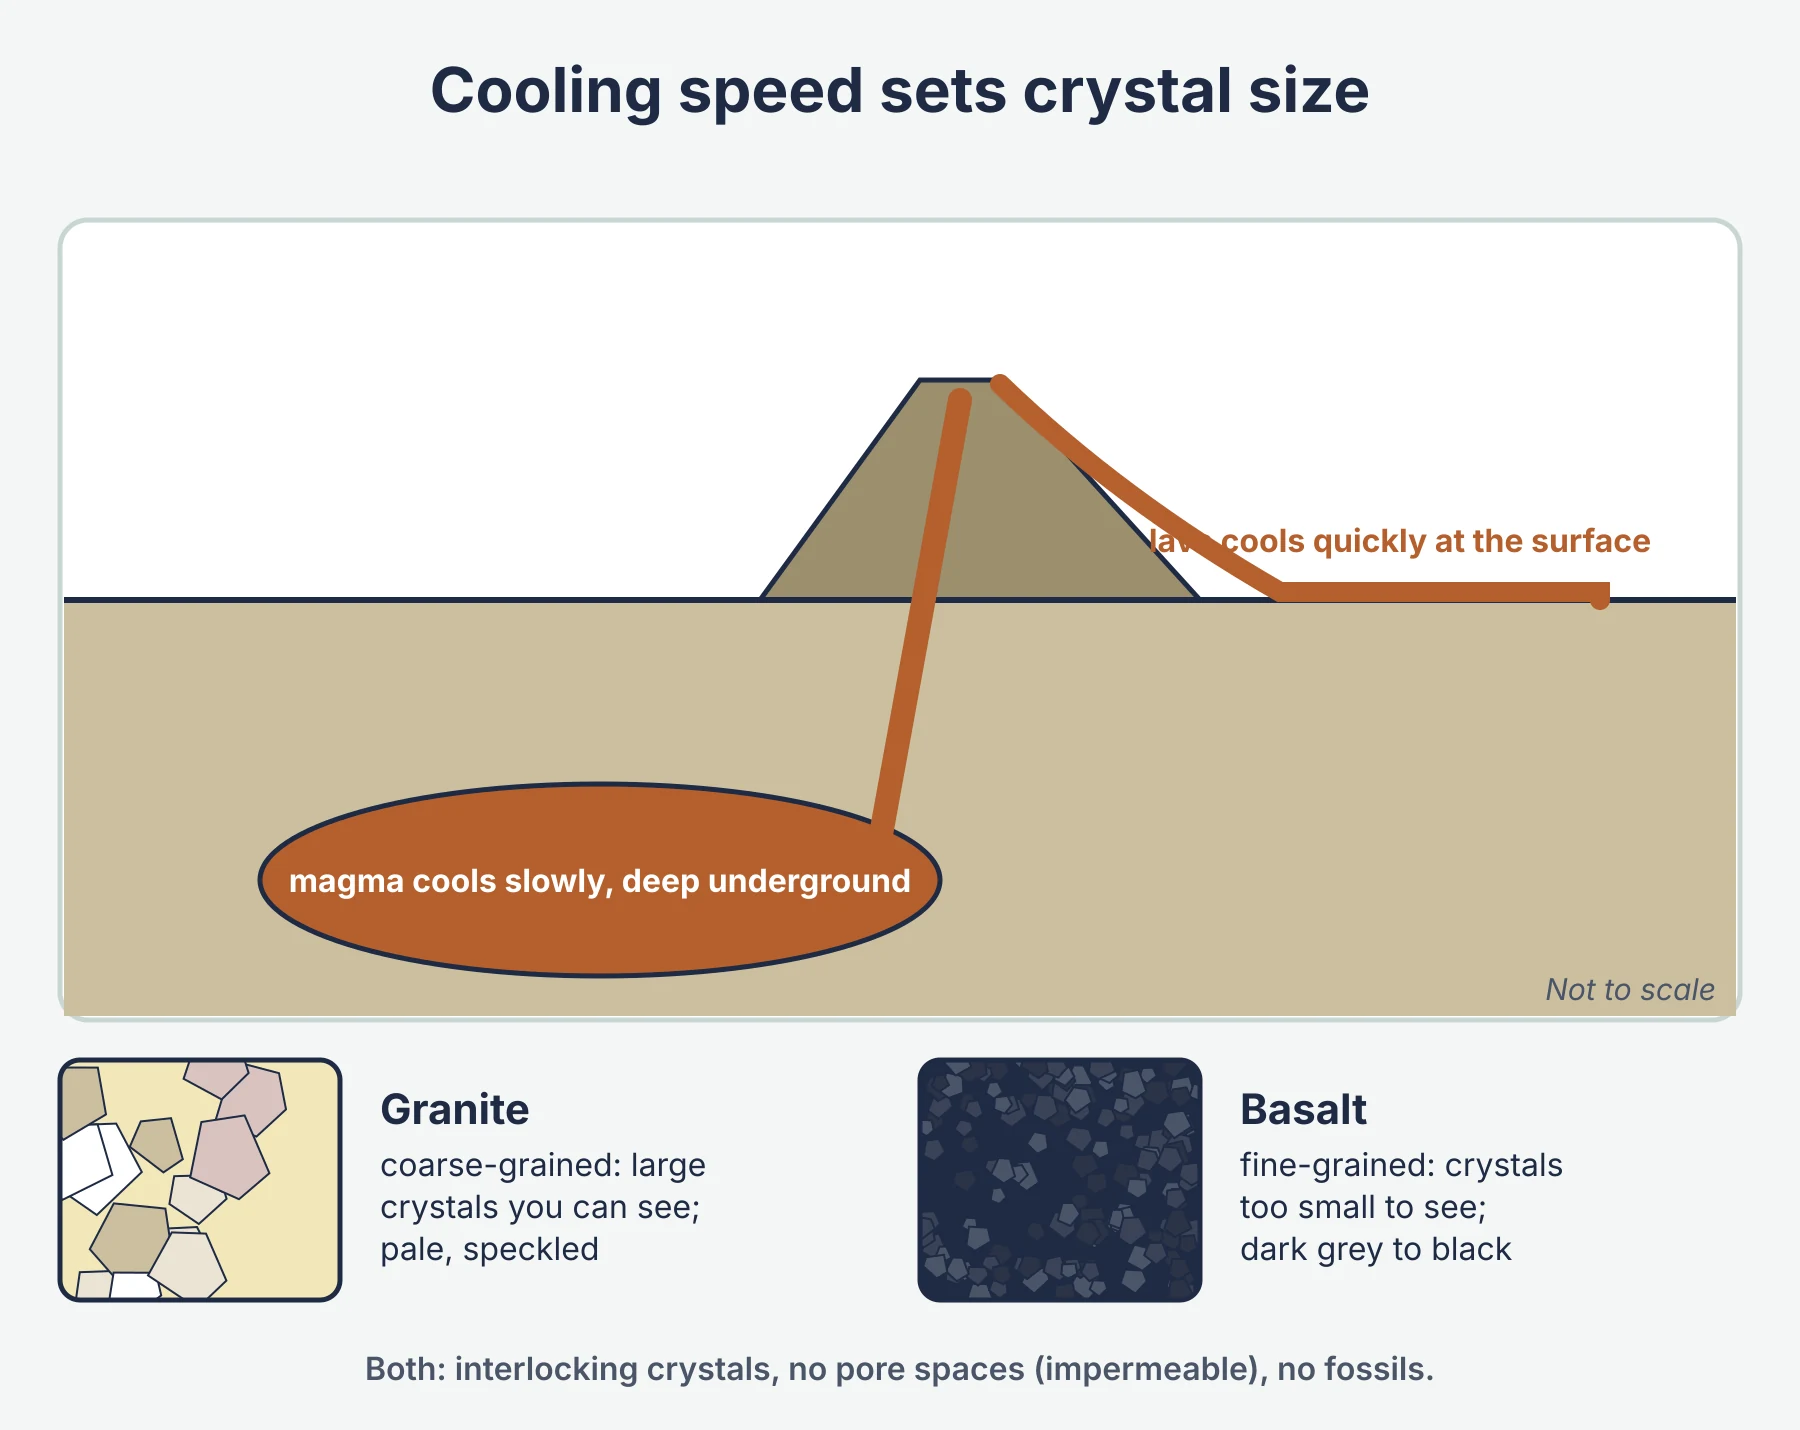 Cooling speed sets crystal size
lava cools quickly at the surface
magma cools slowly, deep underground
Not to scale
Granite
coarse-grained: large
crystals you can see;
pale, speckled
Basalt
fine-grained: crystals
too small to see;
dark grey to black
Both: interlocking crystals, no pore spaces (impermeable), no fossils.